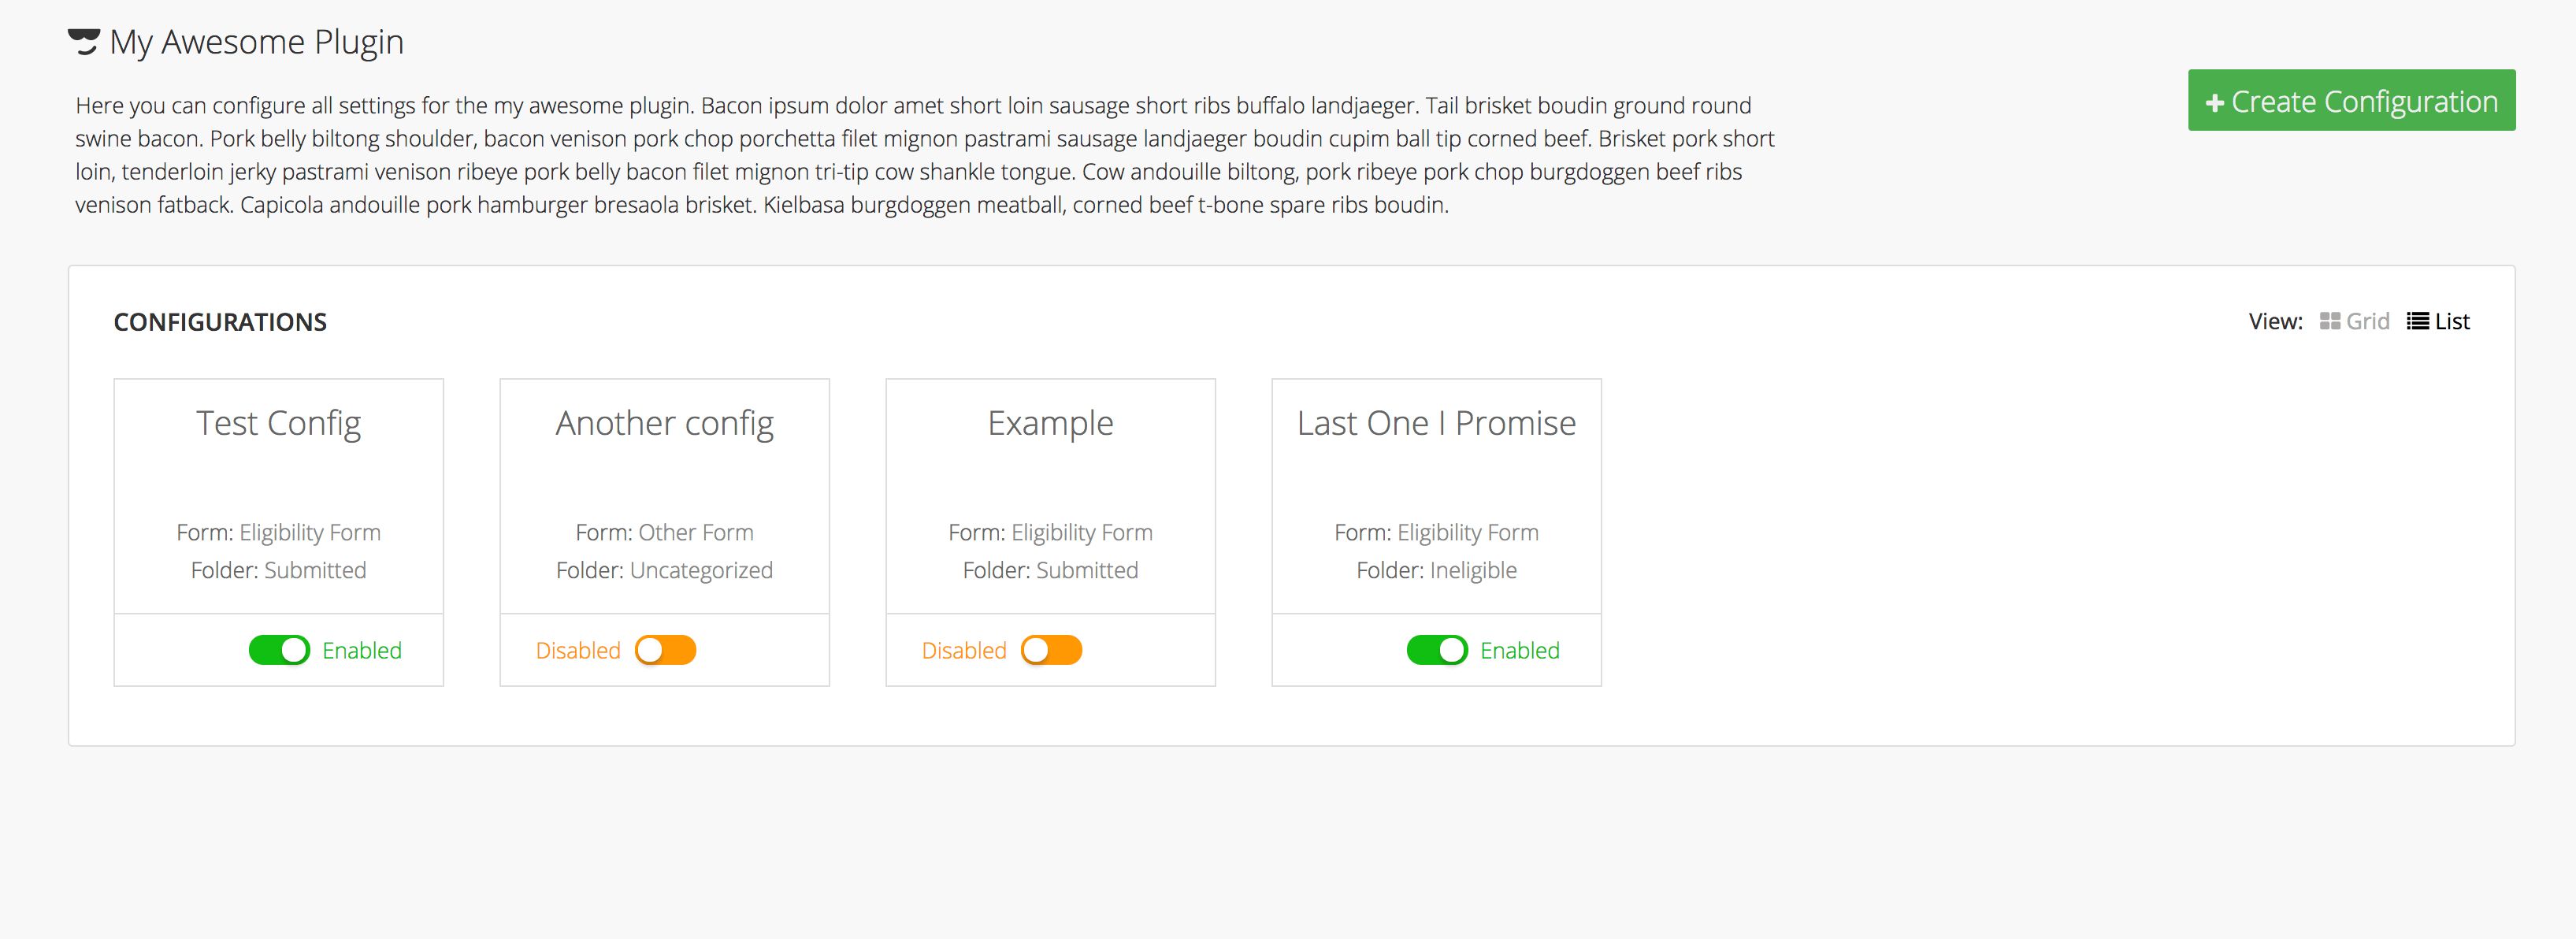 My Awesome Plugin
+ Create Configuration
Here you can configure all settings for the my awesome plugin. Bacon ipsum dolor amet short loin sausage short ribs buffalo landjaeger. Tail brisket boudin ground round
swine bacon. Pork belly biltong shoulder, bacon venison pork chop porchetta filet mignon pastrami sausage landjaeger boudin cupim ball tip corned beef. Brisket pork short
loin, tenderloin jerky pastrami venison ribeye pork belly bacon filet mignon tri-tip cow shankle tongue. Cow andouille biltong, pork ribeye pork chop burgdoggen beef ribs
venison fatback. Capicola andouille pork hamburger bresaola brisket. Kielbasa burgdoggen meatball, corned beef t-bone spare ribs boudin.
CONFIGURATIONS
View: Grid List
Test Config
Form: Eligibility Form
Folder: Submitted
Enabled
Another config
Form: Other Form
Folder: Uncategorized
Disabled
Example
Form: Eligibility Form
Folder: Submitted
Disabled
Last One I Promise
Form: Eligibility Form
Folder: Ineligible
Enabled